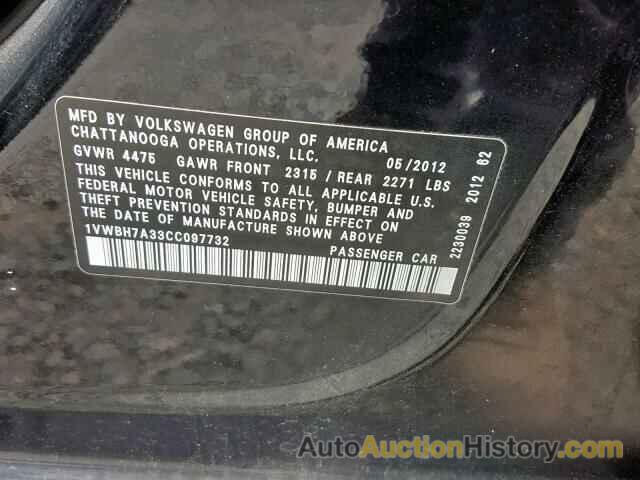 MFD BY VOLKSWAGEN GROUP OF AMERICA
CHATTANOOGA OPERATIONS, LLC. 05/2012
GVWR 4475 GAWR FRONT 2315 / REAR 2271 LBS
THIS VEHICLE CONFORMS TO ALL APPLICABLE U.S.
FEDERAL MOTOR VEHICLE SAFETY, BUMPER AND
THEFT PREVENTION STANDARDS IN EFFECT ON
THE DATE OF MANUFACTURE SHOWN ABOVE
1VWBH7A33CC097732 PASSENGER CAR
2230039 2012 62
AutoAuctionHistory.com